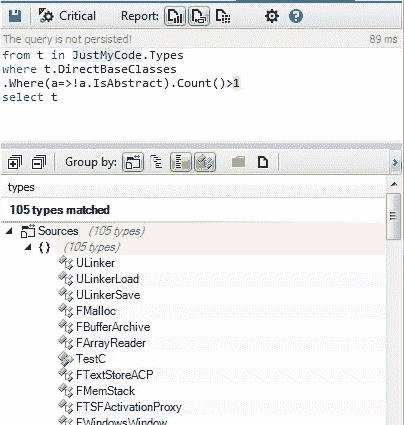 Critical Report:
The query is not persisted! 89 ms
from t in JustMyCode.Types
where t.DirectBaseClasses
.Where(a=>!a.IsAbstract).Count()>1
select t
Group by:
types
105 types matched
Sources (105 types)
{} (105 types)
ULinker
ULinkerLoad
ULinkerSave
FMalloc
FBufferArchive
FArrayReader
TestC
FTextStoreACP
FMemStack
FTSFActivationProxy
FWindowsWindow